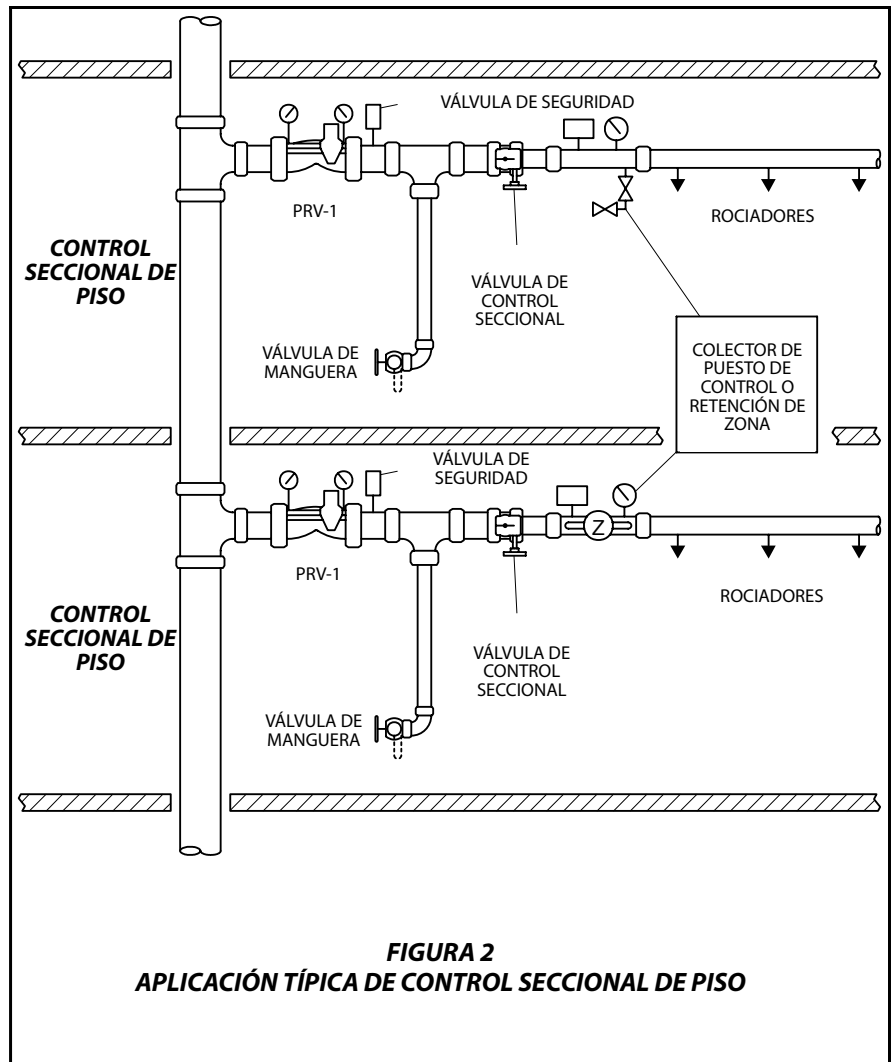 VÁLVULA DE SEGURIDAD
PRV-1
ROCIADORES
CONTROL
SECCIONAL DE
PISO
VÁLVULA DE
CONTROL
SECCIONAL
VÁLVULA DE
MANGUERA
COLECTOR DE
PUESTO DE
CONTROL O
RETENCIÓN DE
ZONA
VÁLVULA DE
SEGURIDAD
Z
PRV-1
ROCIADORES
CONTROL
SECCIONAL DE
PISO
VÁLVULA DE
CONTROL
SECCIONAL
VÁLVULA DE
MANGUERA
FIGURA 2
APLICACIÓN TÍPICA DE CONTROL SECCIONAL DE PISO